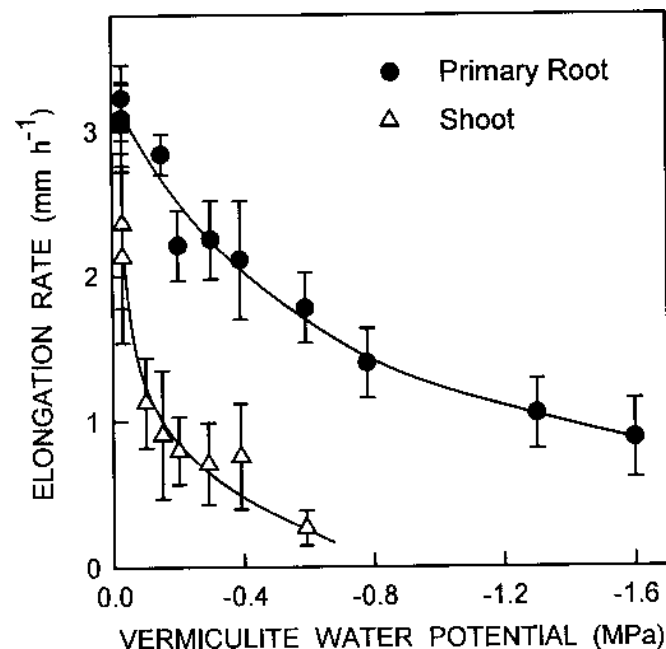 Primary Root
Shoot
ELONGATION RATE (mm h⁻¹)
3
2
1
0
0.0 -0.4 -0.8 -1.2 -1.6
VERMICULITE WATER POTENTIAL (MPa)